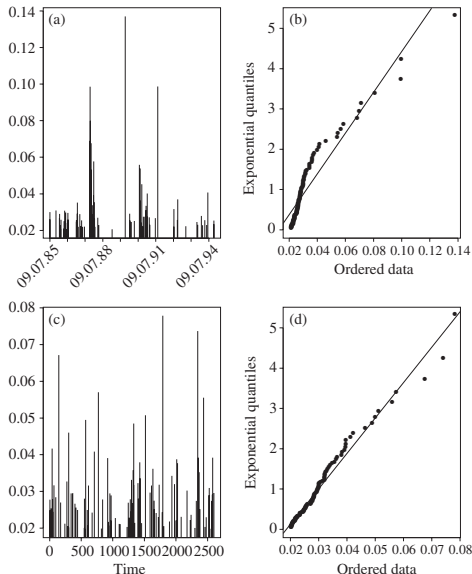 (a)
0.14
0.12
0.10
0.08
0.06
0.04
0.02
09.07.85
09.07.88
09.07.91
09.07.94
(b)
Exponential quantiles
5
4
3
2
1
0
0.02 0.04 0.06 0.08 0.10 0.12 0.14
Ordered data
(c)
0.08
0.07
0.06
0.05
0.04
0.03
0.02
0 500 1000 1500 2000 2500
Time
(d)
Exponential quantiles
5
4
3
2
1
0
0.02 0.03 0.04 0.05 0.06 0.07 0.08
Ordered data